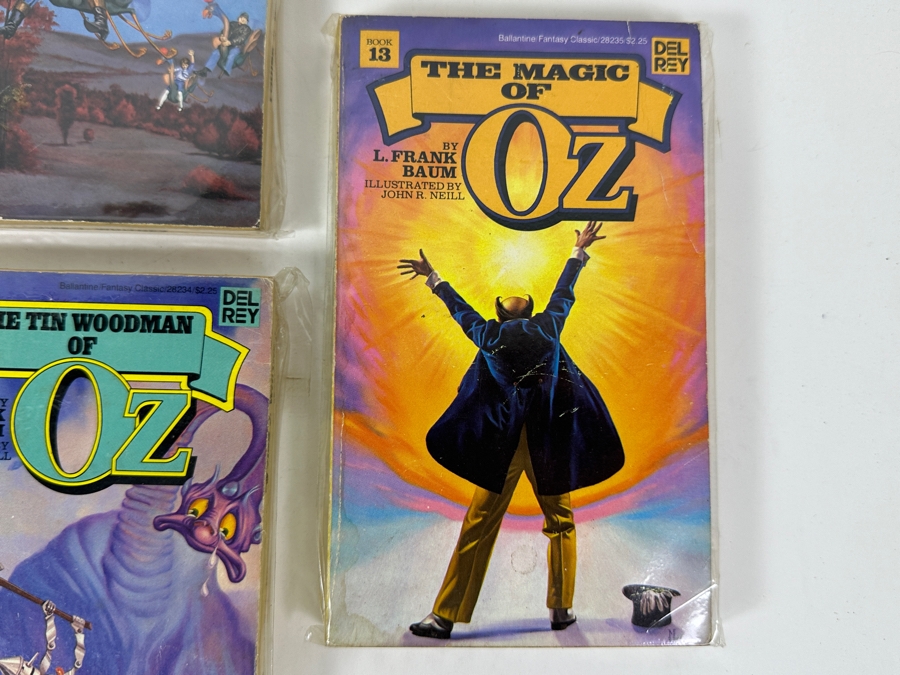 BOOK
13
Ballantine/Fantasy Classic/28235/$2.25
DEL
REY
THE MAGIC
OF
OZ
BY
L. FRANK
BAUM
ILLUSTRATED BY
JOHN R. NEILL
Ballantine/Fantasy Classic/28234/$2.25
DEL
REY
HE TIN WOODMAN
OF
OZ